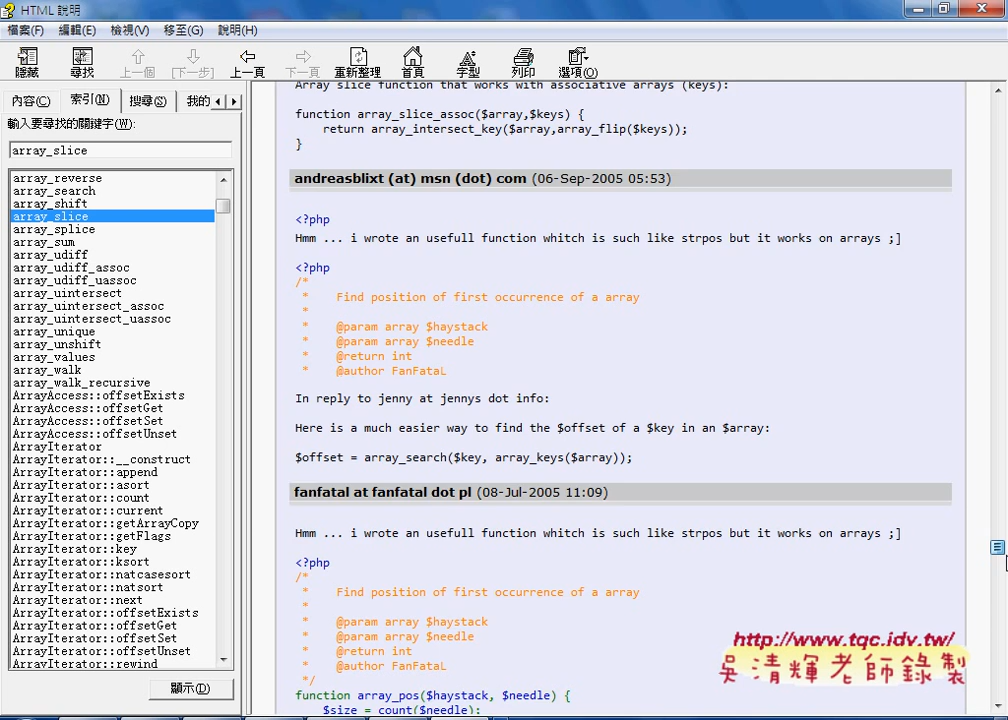 HTML 說明
檔案(F) 編輯(E) 檢視(V) 移至(G) 說明(H)
隱藏 尋找 上一個 [下一步] 上一頁 下一頁 重新整理 首頁 字型 列印 選項(O)
內容(C) 索引(N) 搜尋(S) 我的
輸入要尋找的關鍵字(W):
array_slice
array_reverse
array_search
array_shift
array_slice
array_splice
array_sum
array_udiff
array_udiff_assoc
array_udiff_uassoc
array_uintersect
array_uintersect_assoc
array_uintersect_uassoc
array_unique
array_unshift
array_values
array_walk
array_walk_recursive
ArrayAccess::offsetExists
ArrayAccess::offsetGet
ArrayAccess::offsetSet
ArrayAccess::offsetUnset
ArrayIterator
ArrayIterator::__construct
ArrayIterator::append
ArrayIterator::asort
ArrayIterator::count
ArrayIterator::current
ArrayIterator::getArrayCopy
ArrayIterator::getFlags
ArrayIterator::key
ArrayIterator::ksort
ArrayIterator::natcasesort
ArrayIterator::natsort
ArrayIterator::next
ArrayIterator::offsetExists
ArrayIterator::offsetGet
ArrayIterator::offsetSet
ArrayIterator::offsetUnset
ArrayIterator::rewind
顯示(D)
Array slice function that works with associative arrays (keys):
function array_slice_assoc($array,$keys) {
return array_intersect_key($array,array_flip($keys));
}
andreasblixt (at) msn (dot) com (06-Sep-2005 05:53)
<?php
Hmm ... i wrote an usefull function whitch is such like strpos but it works on arrays ;]
<?php
/*
* Find position of first occurrence of a array
*
* @param array $haystack
* @param array $needle
* @return int
* @author FanFataL
In reply to jenny at jennys dot info:
Here is a much easier way to find the $offset of a $key in an $array:
$offset = array_search($key, array_keys($array));
fanfatal at fanfatal dot pl (08-Jul-2005 11:09)
Hmm ... i wrote an usefull function whitch is such like strpos but it works on arrays ;]
<?php
/*
* Find position of first occurrence of a array
*
* @param array $haystack
* @param array $needle
* @return int
* @author FanFataL
*/
function array_pos($haystack, $needle) {
$size = count($needle);
http://www.tqc.idv.tw/
吳清輝老師錄製